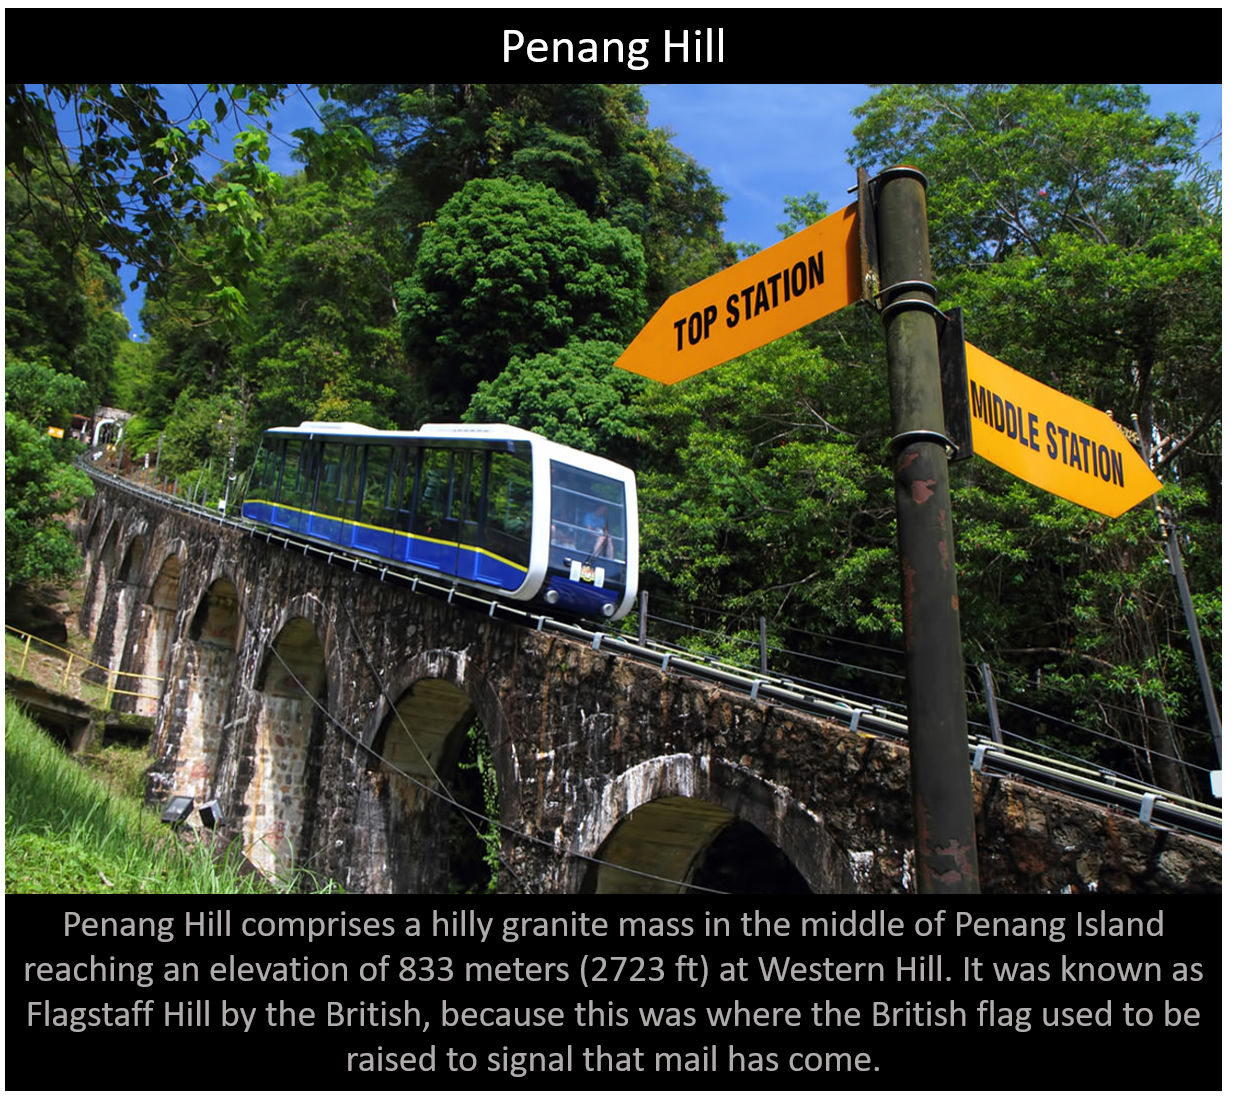 Penang Hill
TOP STATION
MIDDLE STATION
Penang Hill comprises a hilly granite mass in the middle of Penang Island
reaching an elevation of 833 meters (2723 ft) at Western Hill. It was known as
Flagstaff Hill by the British, because this was where the British flag used to be
raised to signal that mail has come.